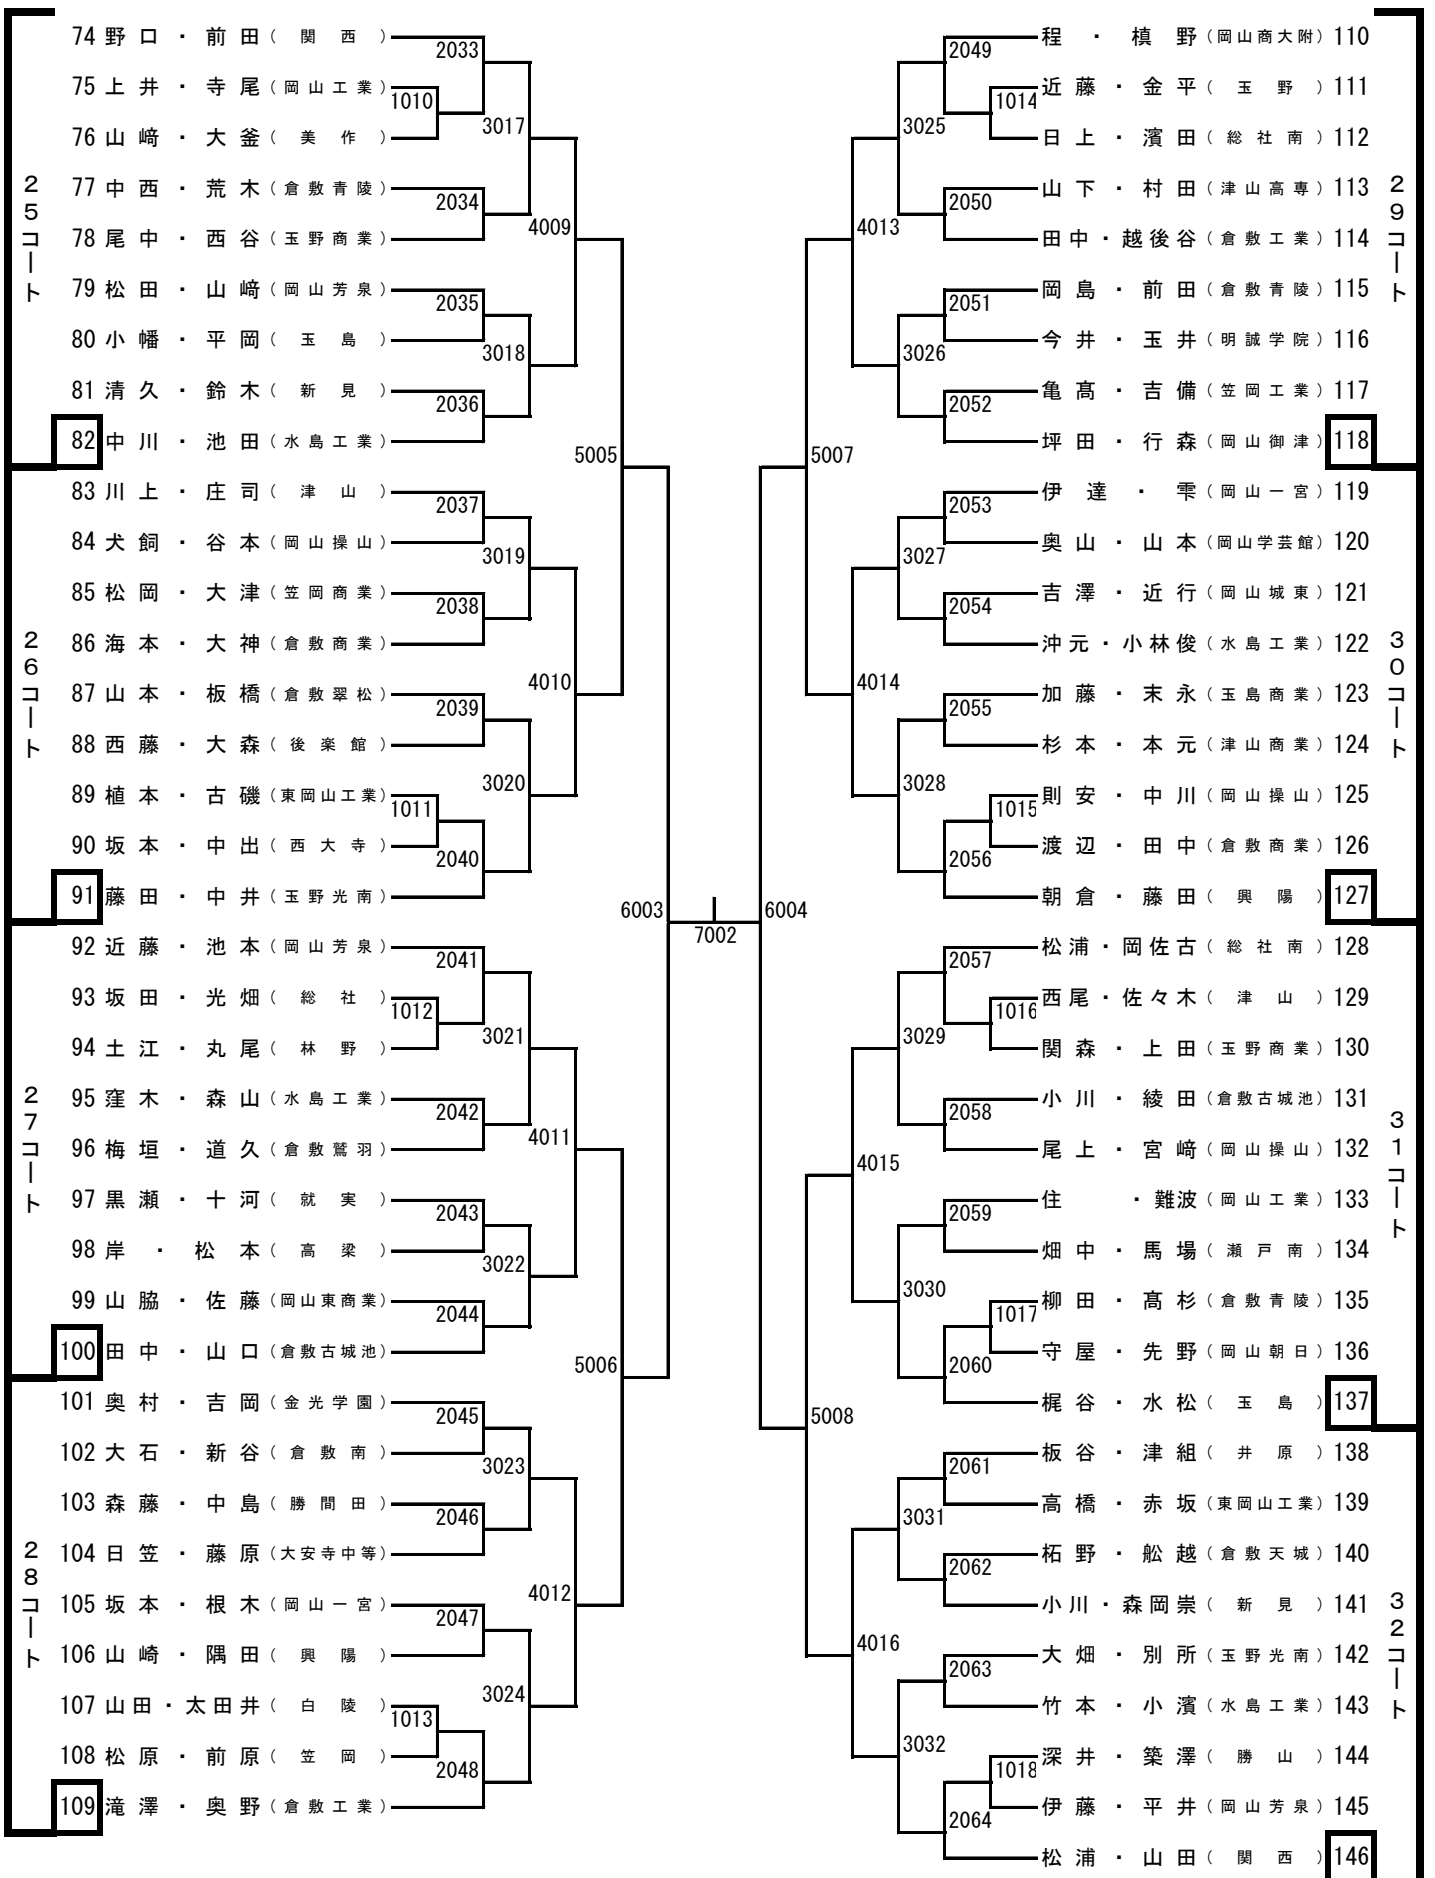 25コート
74 野口・前田（関西）
2033
75 上井・寺尾（岡山工業）
1010
3017
76 山﨑・大釜（美作）
77 中西・荒木（倉敷青陵）
2034
4009
78 尾中・西谷（玉野商業）
79 松田・山﨑（岡山芳泉）
2035
80 小幡・平岡（玉島）
3018
81 清久・鈴木（新見）
2036
82 中川・池田（水島工業）
5005
26コート
83 川上・庄司（津山）
2037
84 犬飼・谷本（岡山操山）
3019
85 松岡・大津（笠岡商業）
2038
86 海本・大神（倉敷商業）
4010
87 山本・板橋（倉敷翠松）
2039
88 西藤・大森（後楽館）
3020
89 植本・古磯（東岡山工業）
1011
90 坂本・中出（西大寺）
2040
91 藤田・中井（玉野光南）
6003
27コート
92 近藤・池本（岡山芳泉）
2041
93 坂田・光畑（総社）
1012
3021
94 土江・丸尾（林野）
95 窪木・森山（水島工業）
2042
4011
96 梅垣・道久（倉敷鷲羽）
97 黒瀬・十河（就実）
2043
98 岸・松本（高梁）
3022
99 山脇・佐藤（岡山東商業）
2044
100 田中・山口（倉敷古城池）
5006
28コート
101 奥村・吉岡（金光学園）
2045
102 大石・新谷（倉敷南）
3023
103 森藤・中島（勝間田）
2046
104 日笠・藤原（大安寺中等）
4012
105 坂本・根木（岡山一宮）
2047
106 山崎・隅田（興陽）
3024
107 山田・太田井（白陵）
1013
108 松原・前原（笠岡）
2048
109 滝澤・奥野（倉敷工業）
7002
29コート
程・槙野（岡山商大附）110
2049
近藤・金平（玉野）111
1014
3025
日上・濱田（総社南）112
山下・村田（津山高専）113
2050
4013
田中・越後谷（倉敷工業）114
岡島・前田（倉敷青陵）115
2051
今井・玉井（明誠学院）116
3026
亀髙・吉備（笠岡工業）117
2052
坪田・行森（岡山御津）118
5007
30コート
伊達・雫（岡山一宮）119
2053
奥山・山本（岡山学芸館）120
3027
吉澤・近行（岡山城東）121
2054
沖元・小林俊（水島工業）122
4014
加藤・末永（玉島商業）123
2055
杉本・本元（津山商業）124
3028
則安・中川（岡山操山）125
1015
渡辺・田中（倉敷商業）126
2056
朝倉・藤田（興陽）127
6004
31コート
松浦・岡佐古（総社南）128
2057
西尾・佐々木（津山）129
1016
3029
関森・上田（玉野商業）130
小川・綾田（倉敷古城池）131
2058
尾上・宮﨑（岡山操山）132
4015
住・難波（岡山工業）133
2059
畑中・馬場（瀬戸南）134
3030
柳田・髙杉（倉敷青陵）135
1017
守屋・先野（岡山朝日）136
2060
梶谷・水松（玉島）137
5008
32コート
板谷・津組（井原）138
2061
高橋・赤坂（東岡山工業）139
3031
柘野・舩越（倉敷天城）140
2062
小川・森岡崇（新見）141
4016
大畑・別所（玉野光南）142
2063
竹本・小濱（水島工業）143
3032
深井・築澤（勝山）144
1018
伊藤・平井（岡山芳泉）145
2064
松浦・山田（関西）146